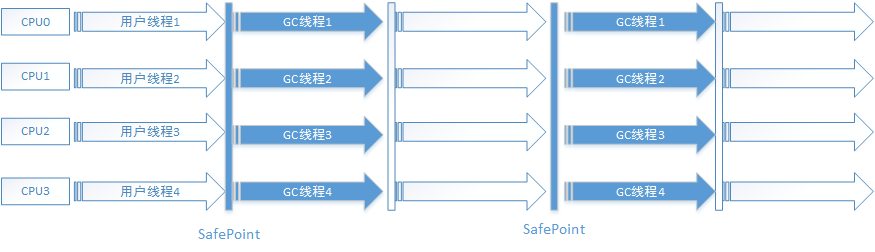 CPU0 用户线程1 GC线程1 GC线程1
CPU1 用户线程2 GC线程2 GC线程2
CPU2 用户线程3 GC线程3 GC线程3
CPU3 用户线程4 GC线程4 GC线程4
SafePoint SafePoint